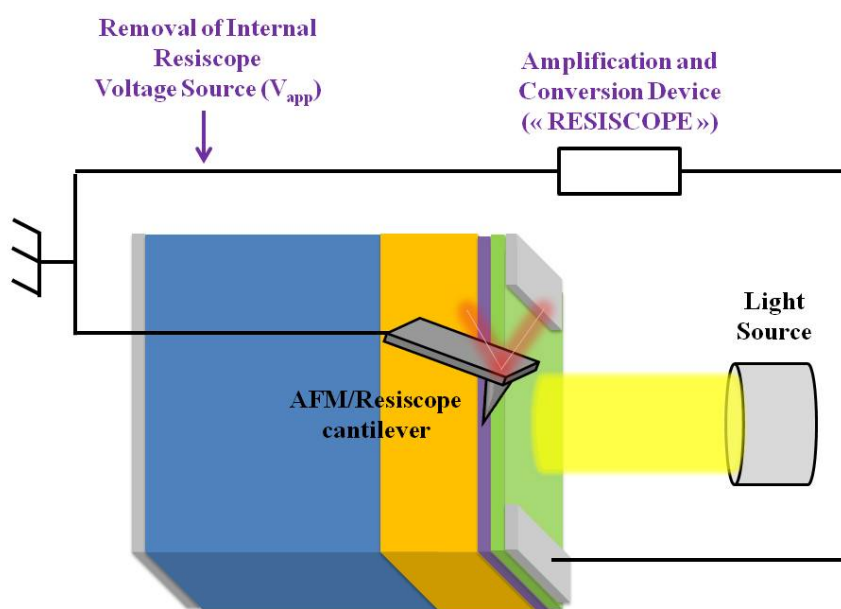 Removal of Internal
Resiscope
Voltage Source (Vapp)
Amplification and
Conversion Device
(« RESISCOPE »)
Light
Source
AFM/Resiscope
cantilever